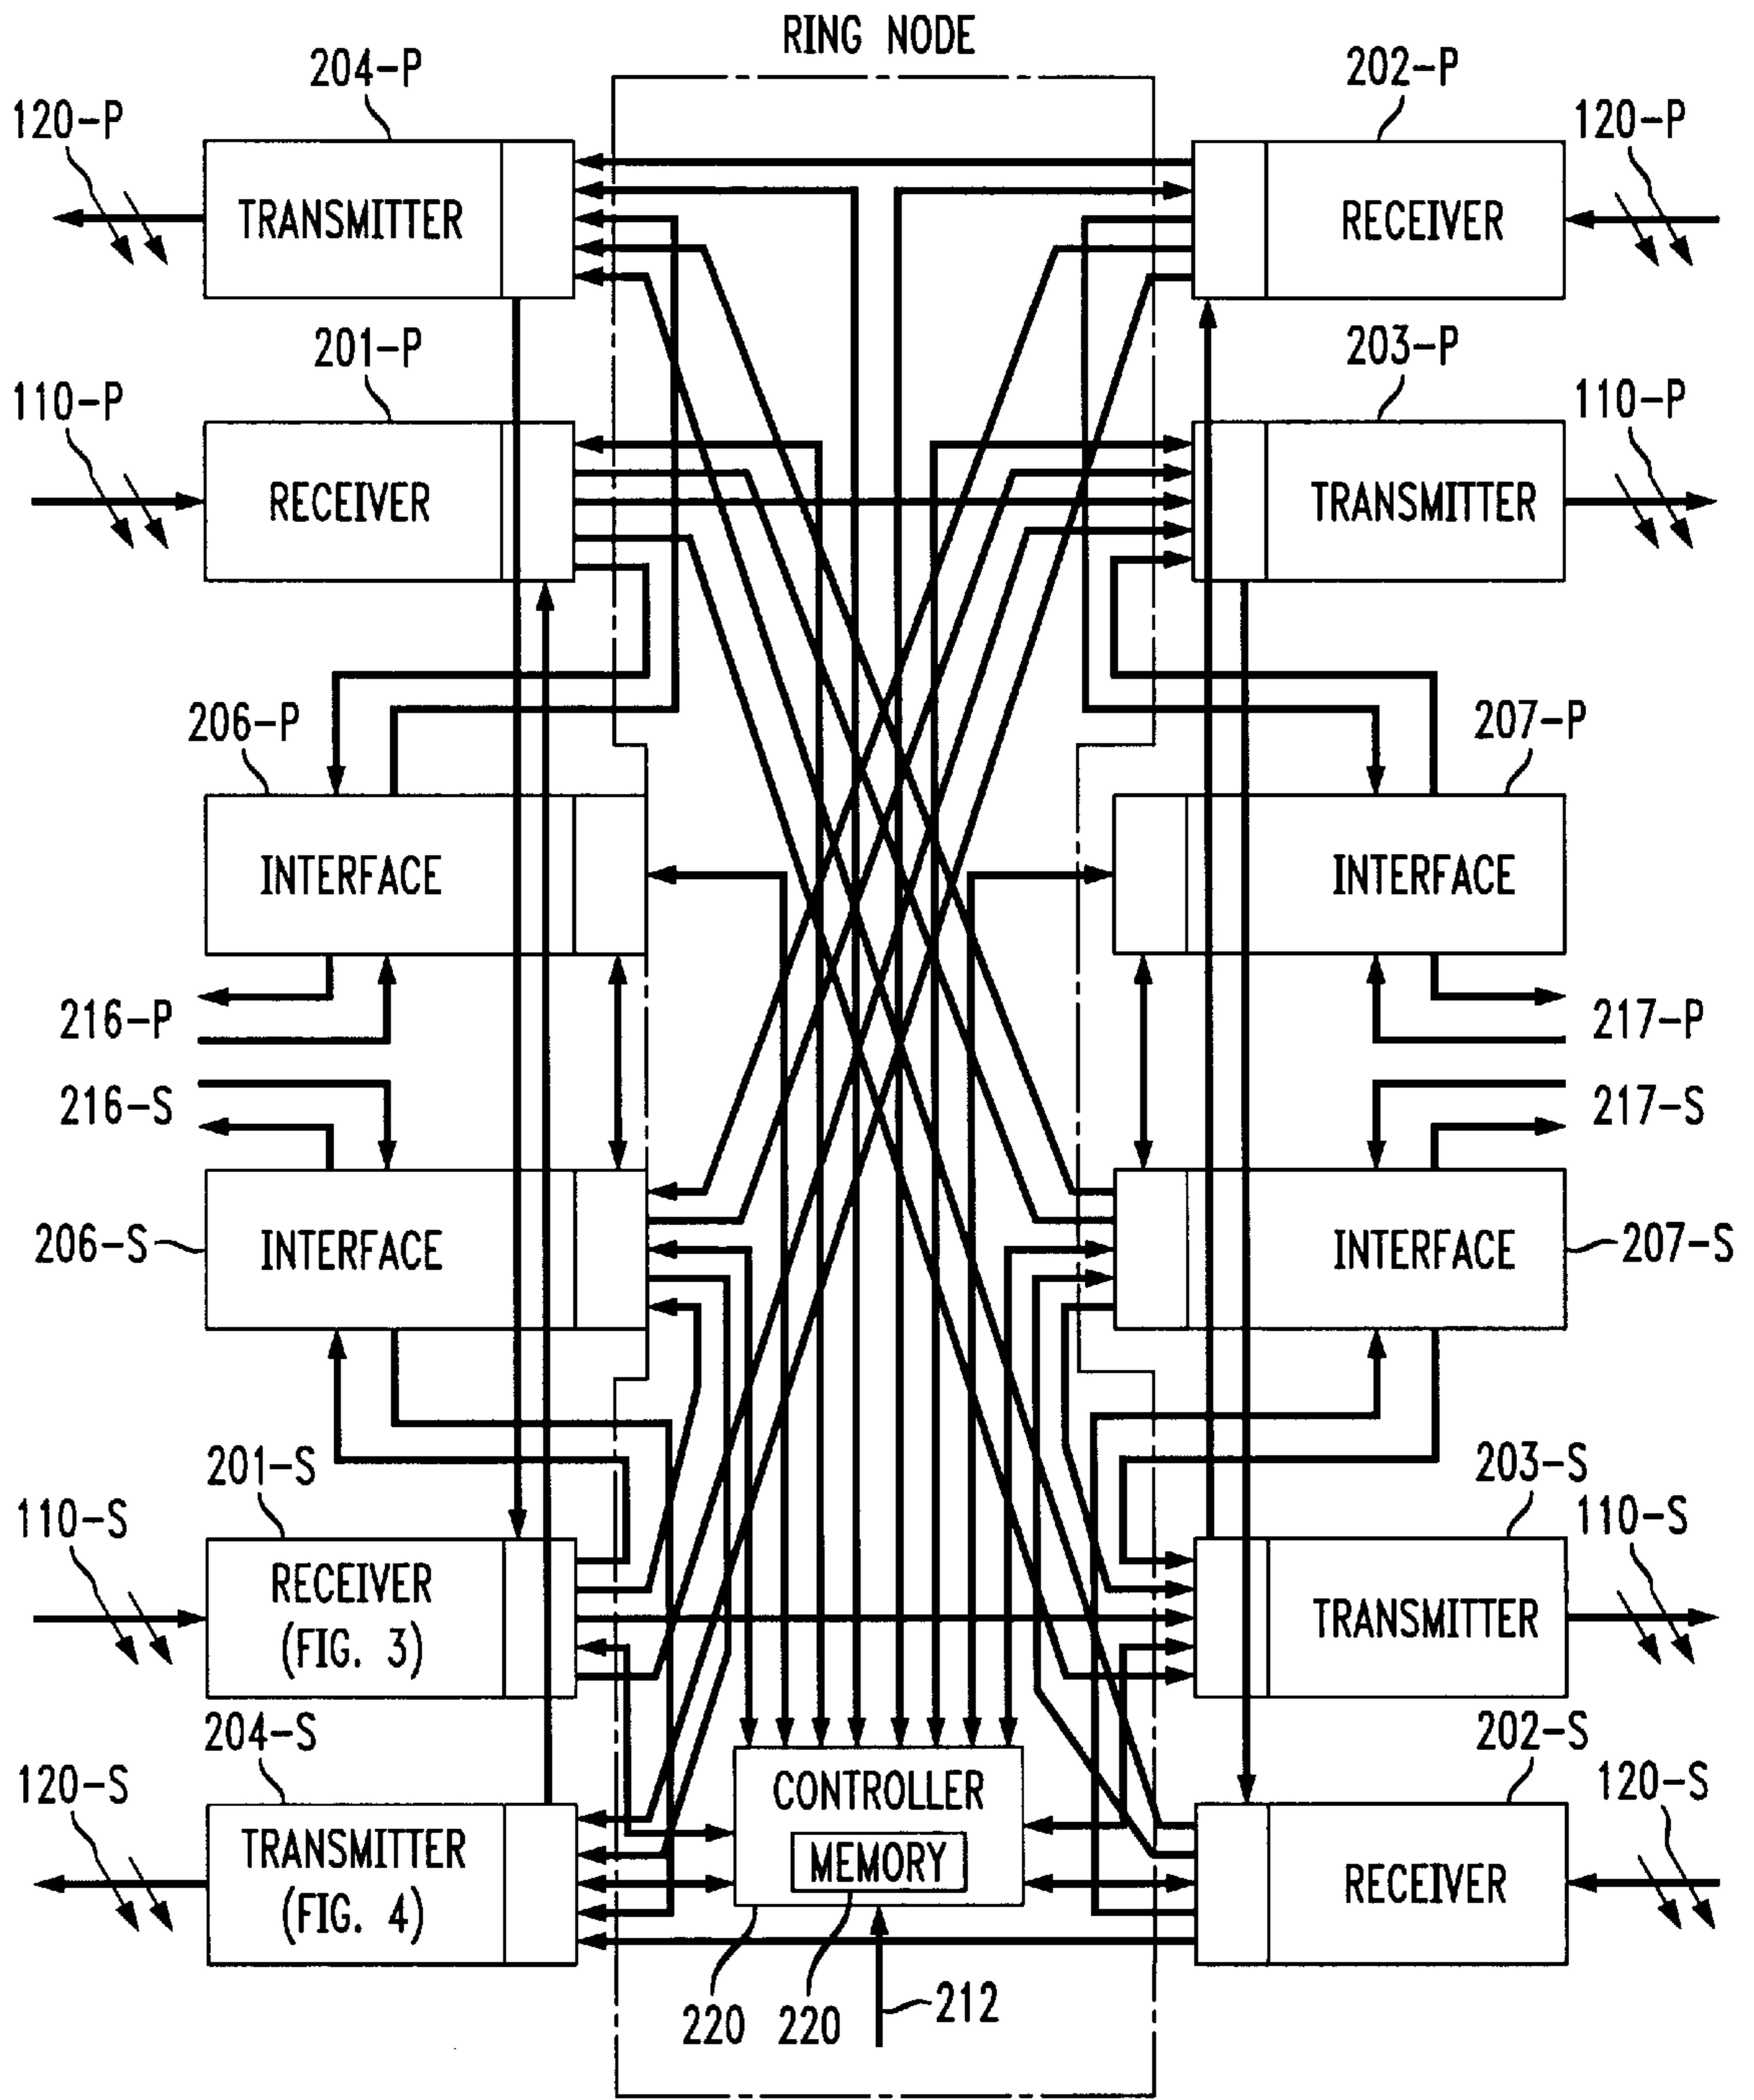 RING NODE
204-P
202-P
120-P
120-P
TRANSMITTER
RECEIVER
201-P
203-P
110-P
110-P
RECEIVER
TRANSMITTER
206-P
207-P
INTERFACE
INTERFACE
216-P
217-P
216-S
217-S
206-S
INTERFACE
INTERFACE
207-S
201-S
203-S
110-S
110-S
RECEIVER
(FIG. 3)
TRANSMITTER
204-S
202-S
120-S
120-S
CONTROLLER
TRANSMITTER
(FIG. 4)
MEMORY
RECEIVER
220
220
212